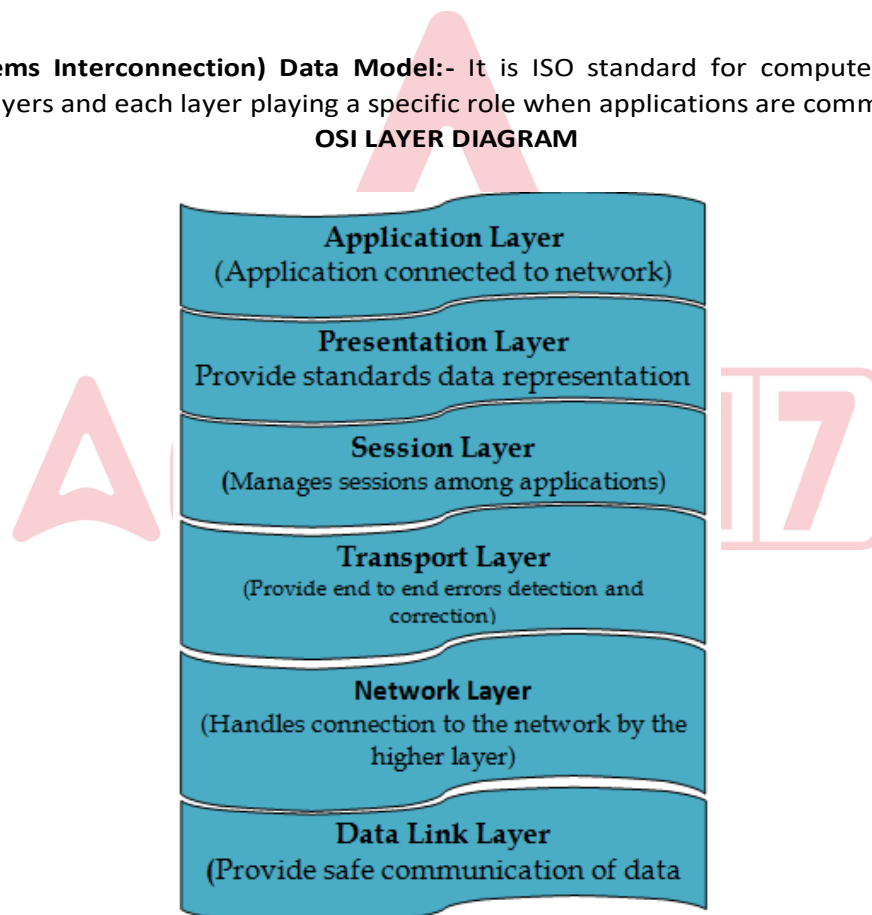 ems Interconnection) Data Model:- It is ISO standard for compute
yers and each layer playing a specific role when applications are comm
OSI LAYER DIAGRAM
Application Layer
(Application connected to network)
Presentation Layer
Provide standards data representation
Session Layer
(Manages sessions among applications)
Transport Layer
(Provide end to end errors detection and
correction)
Network Layer
(Handles connection to the network by the
higher layer)
Data Link Layer
(Provide safe communication of data